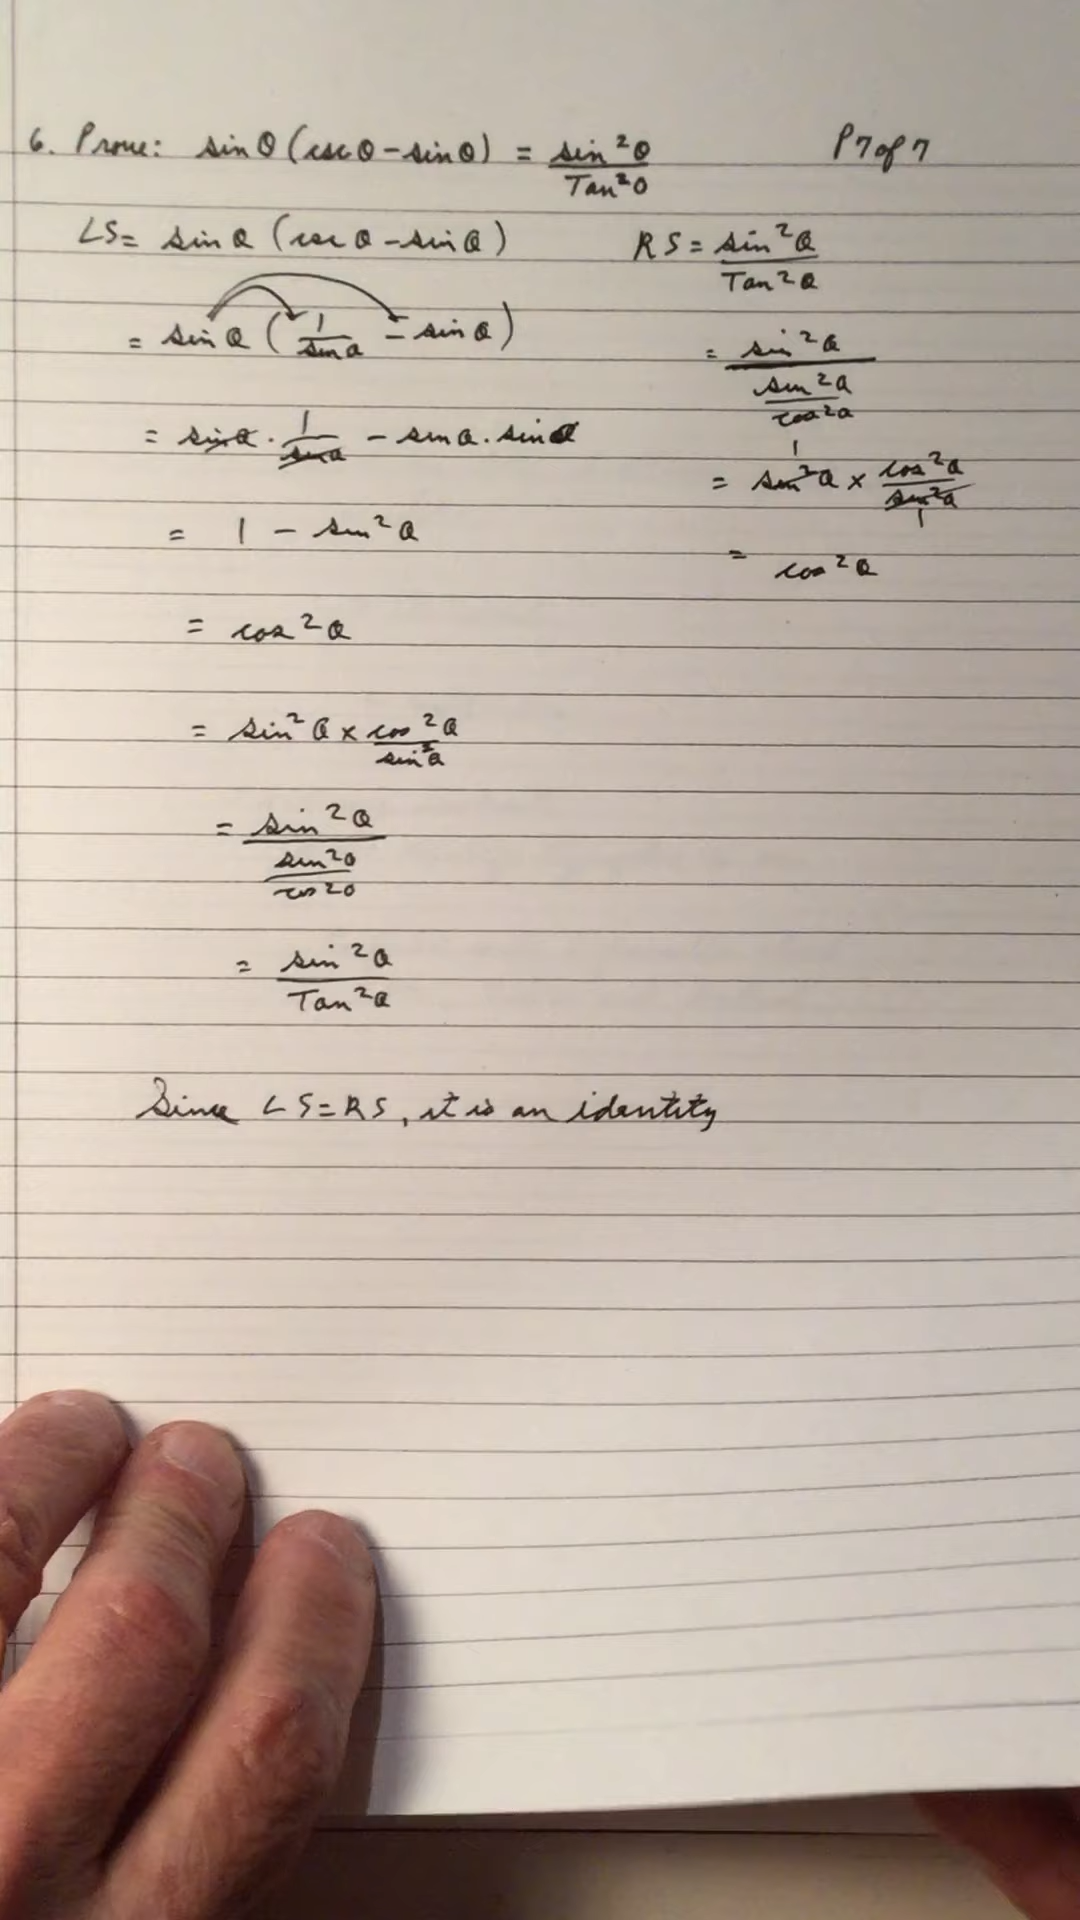 6. Prove: sin θ (csc θ - sin θ) = sin²θ / Tan²θ P7 of 7
LS = sin θ (csc θ - sin θ)
= sin θ (1/sin θ - sin θ)
= sin θ · 1/sin θ - sin θ · sin θ
= 1 - sin²θ
= cos²θ
= sin²θ x cos²θ / sin²θ
= sin²θ / (sin²θ / cos²θ)
= sin²θ / Tan²θ
RS = sin²θ / Tan²θ
= sin²θ / (sin²θ / cos²θ)
1
= sin²θ x cos²θ / sin²θ
1
= cos²θ
Since LS = RS, it is an identity